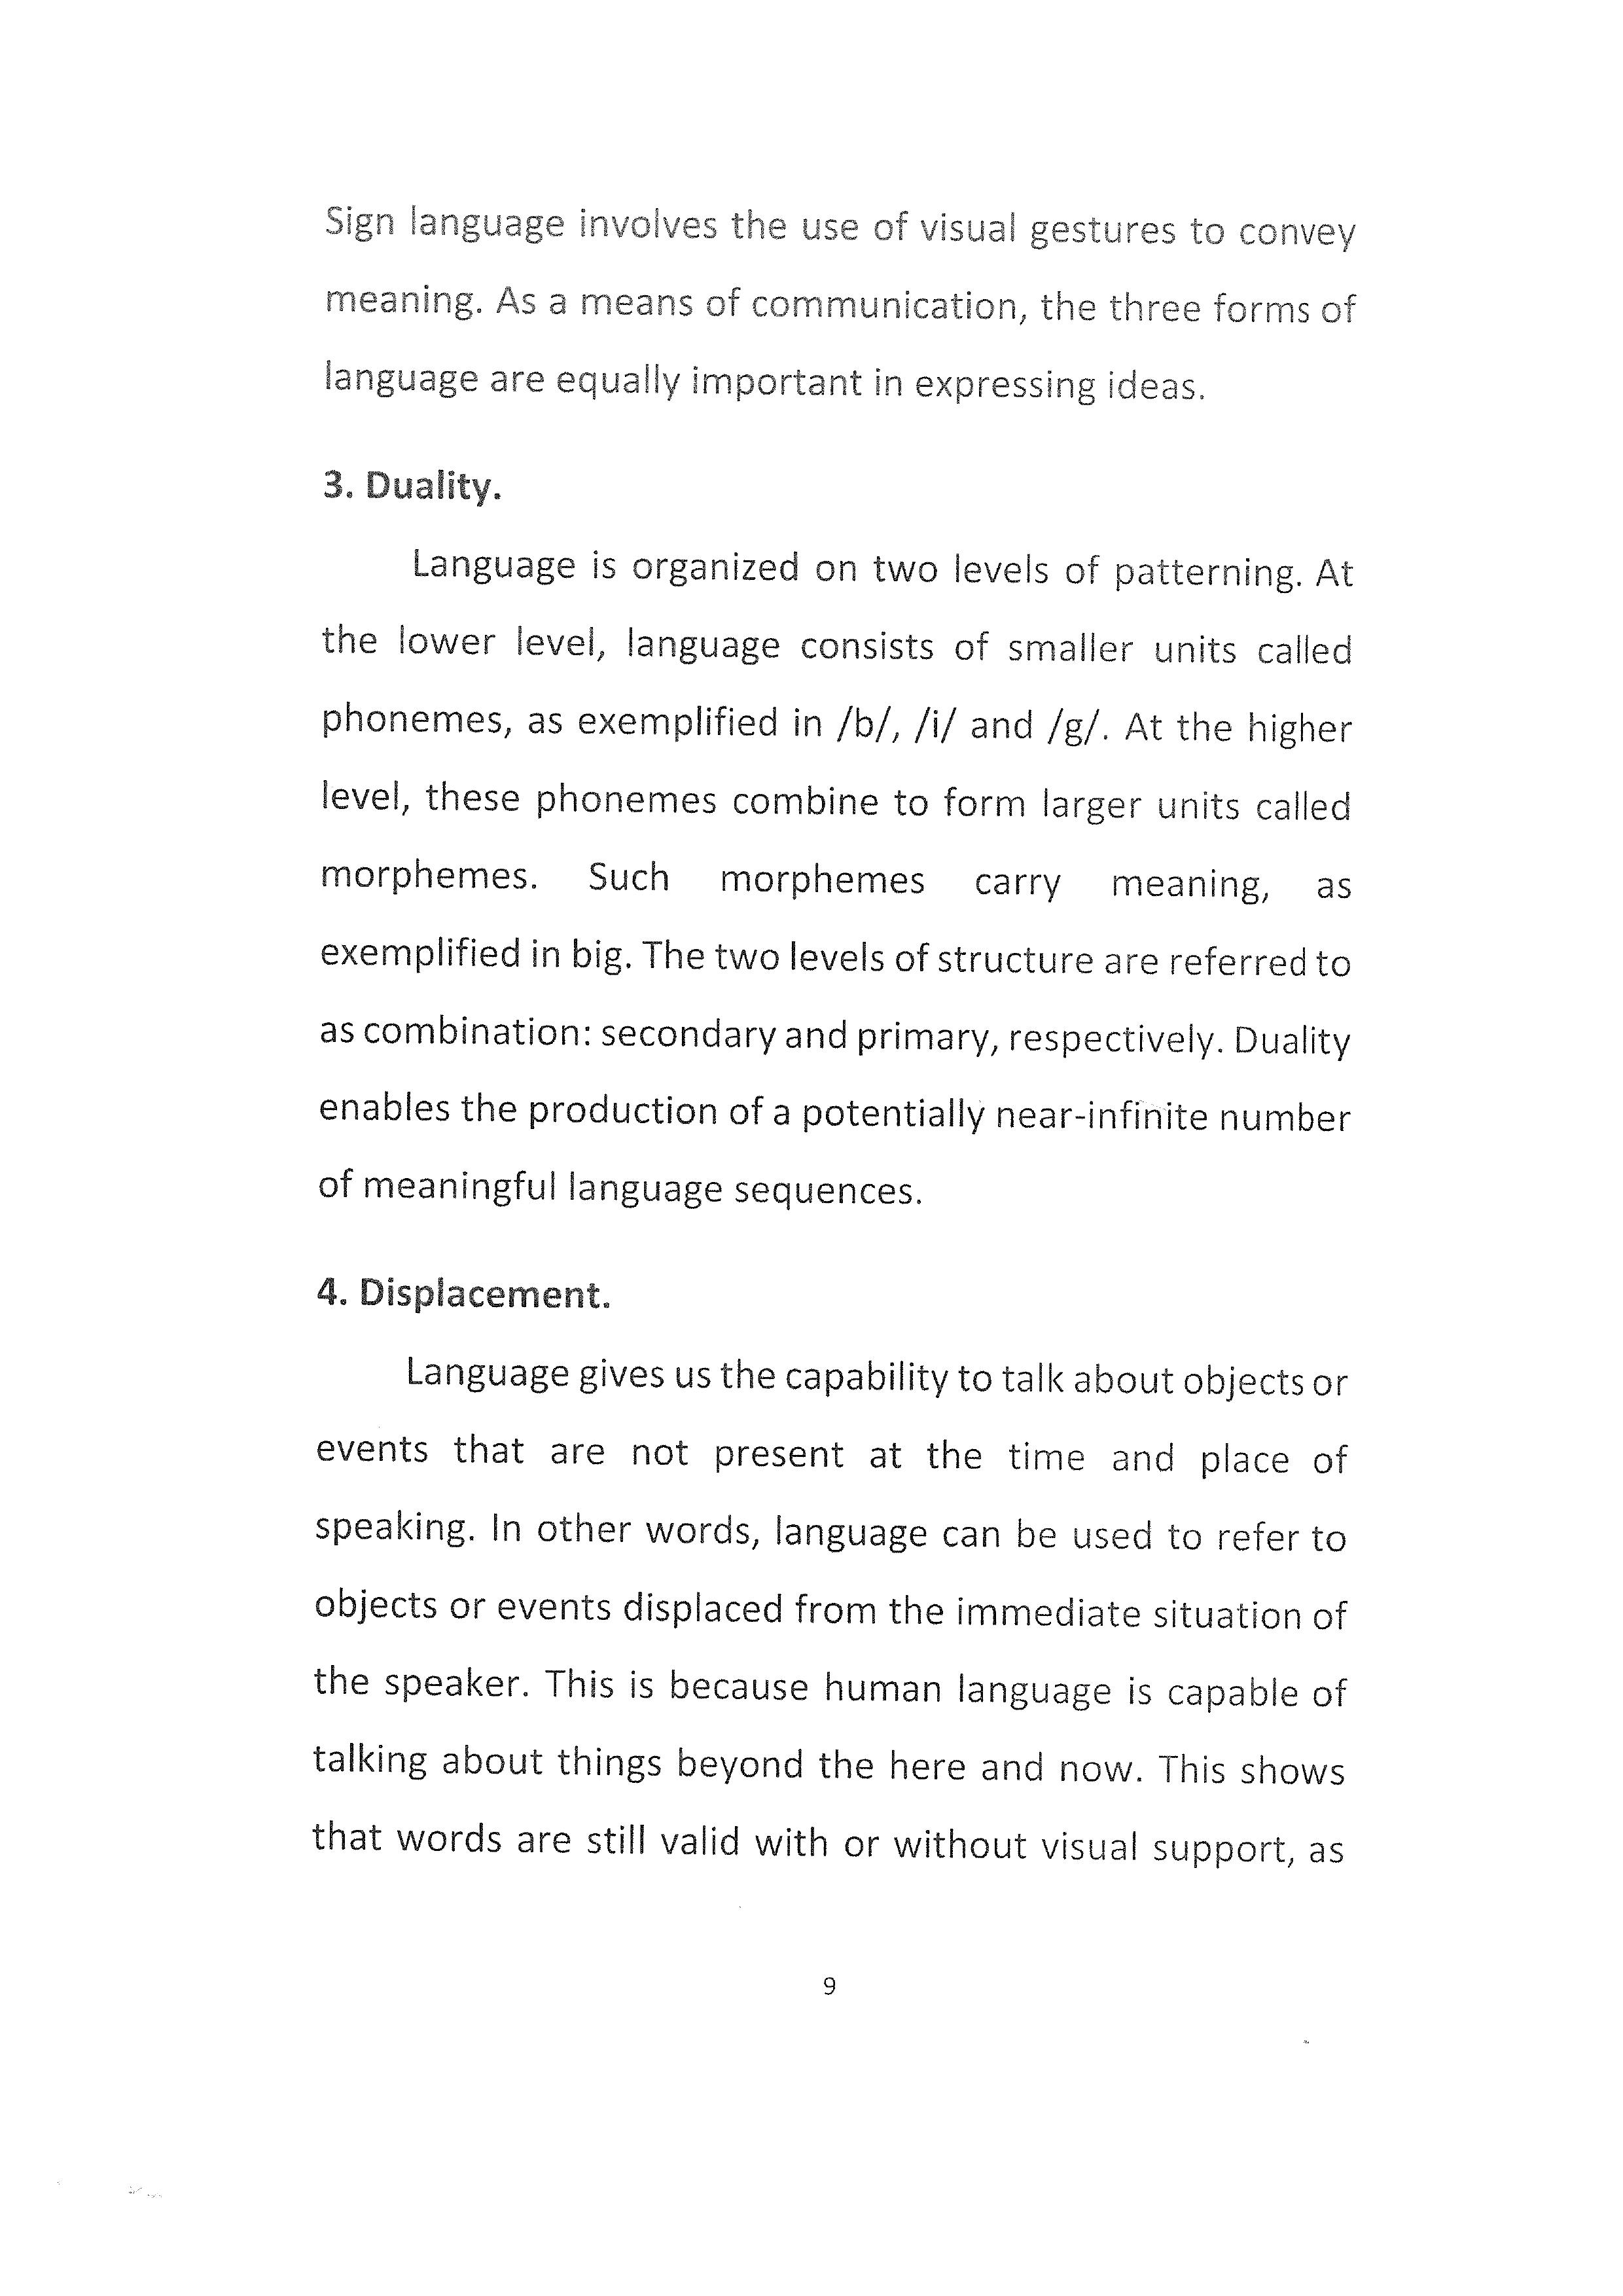 Sign language involves the use of visual gestures to convey
meaning. As a means of communication, the three forms of
language are equally important in expressing ideas.
3. Duality.
Language is organized on two levels of patterning. At
the lower level, language consists of smaller units called
phonemes, as exemplified in /b/, /i/ and /g/. At the higher
level, these phonemes combine to form larger units called
morphemes. Such morphemes carry meaning, as
exemplified in big. The two levels of structure are referred to
as combination: secondary and primary, respectively. Duality
enables the production of a potentially near-infinite number
of meaningful language sequences.
4. Displacement.
Language gives us the capability to talk about objects or
events that are not present at the time and place of
speaking. In other words, language can be used to refer to
objects or events displaced from the immediate situation of
the speaker. This is because human language is capable of
talking about things beyond the here and now. This shows
that words are still valid with or without visual support, as
9